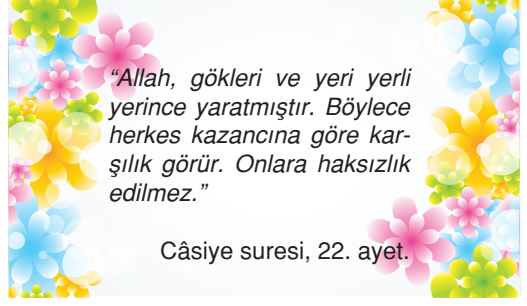 “Allah, gökleri ve yeri yerli
yerince yaratmıştır. Böylece
herkes kazancına göre kar-
şılık görür. Onlara haksızlık
edilmez.”
Câsiye suresi, 22. ayet.